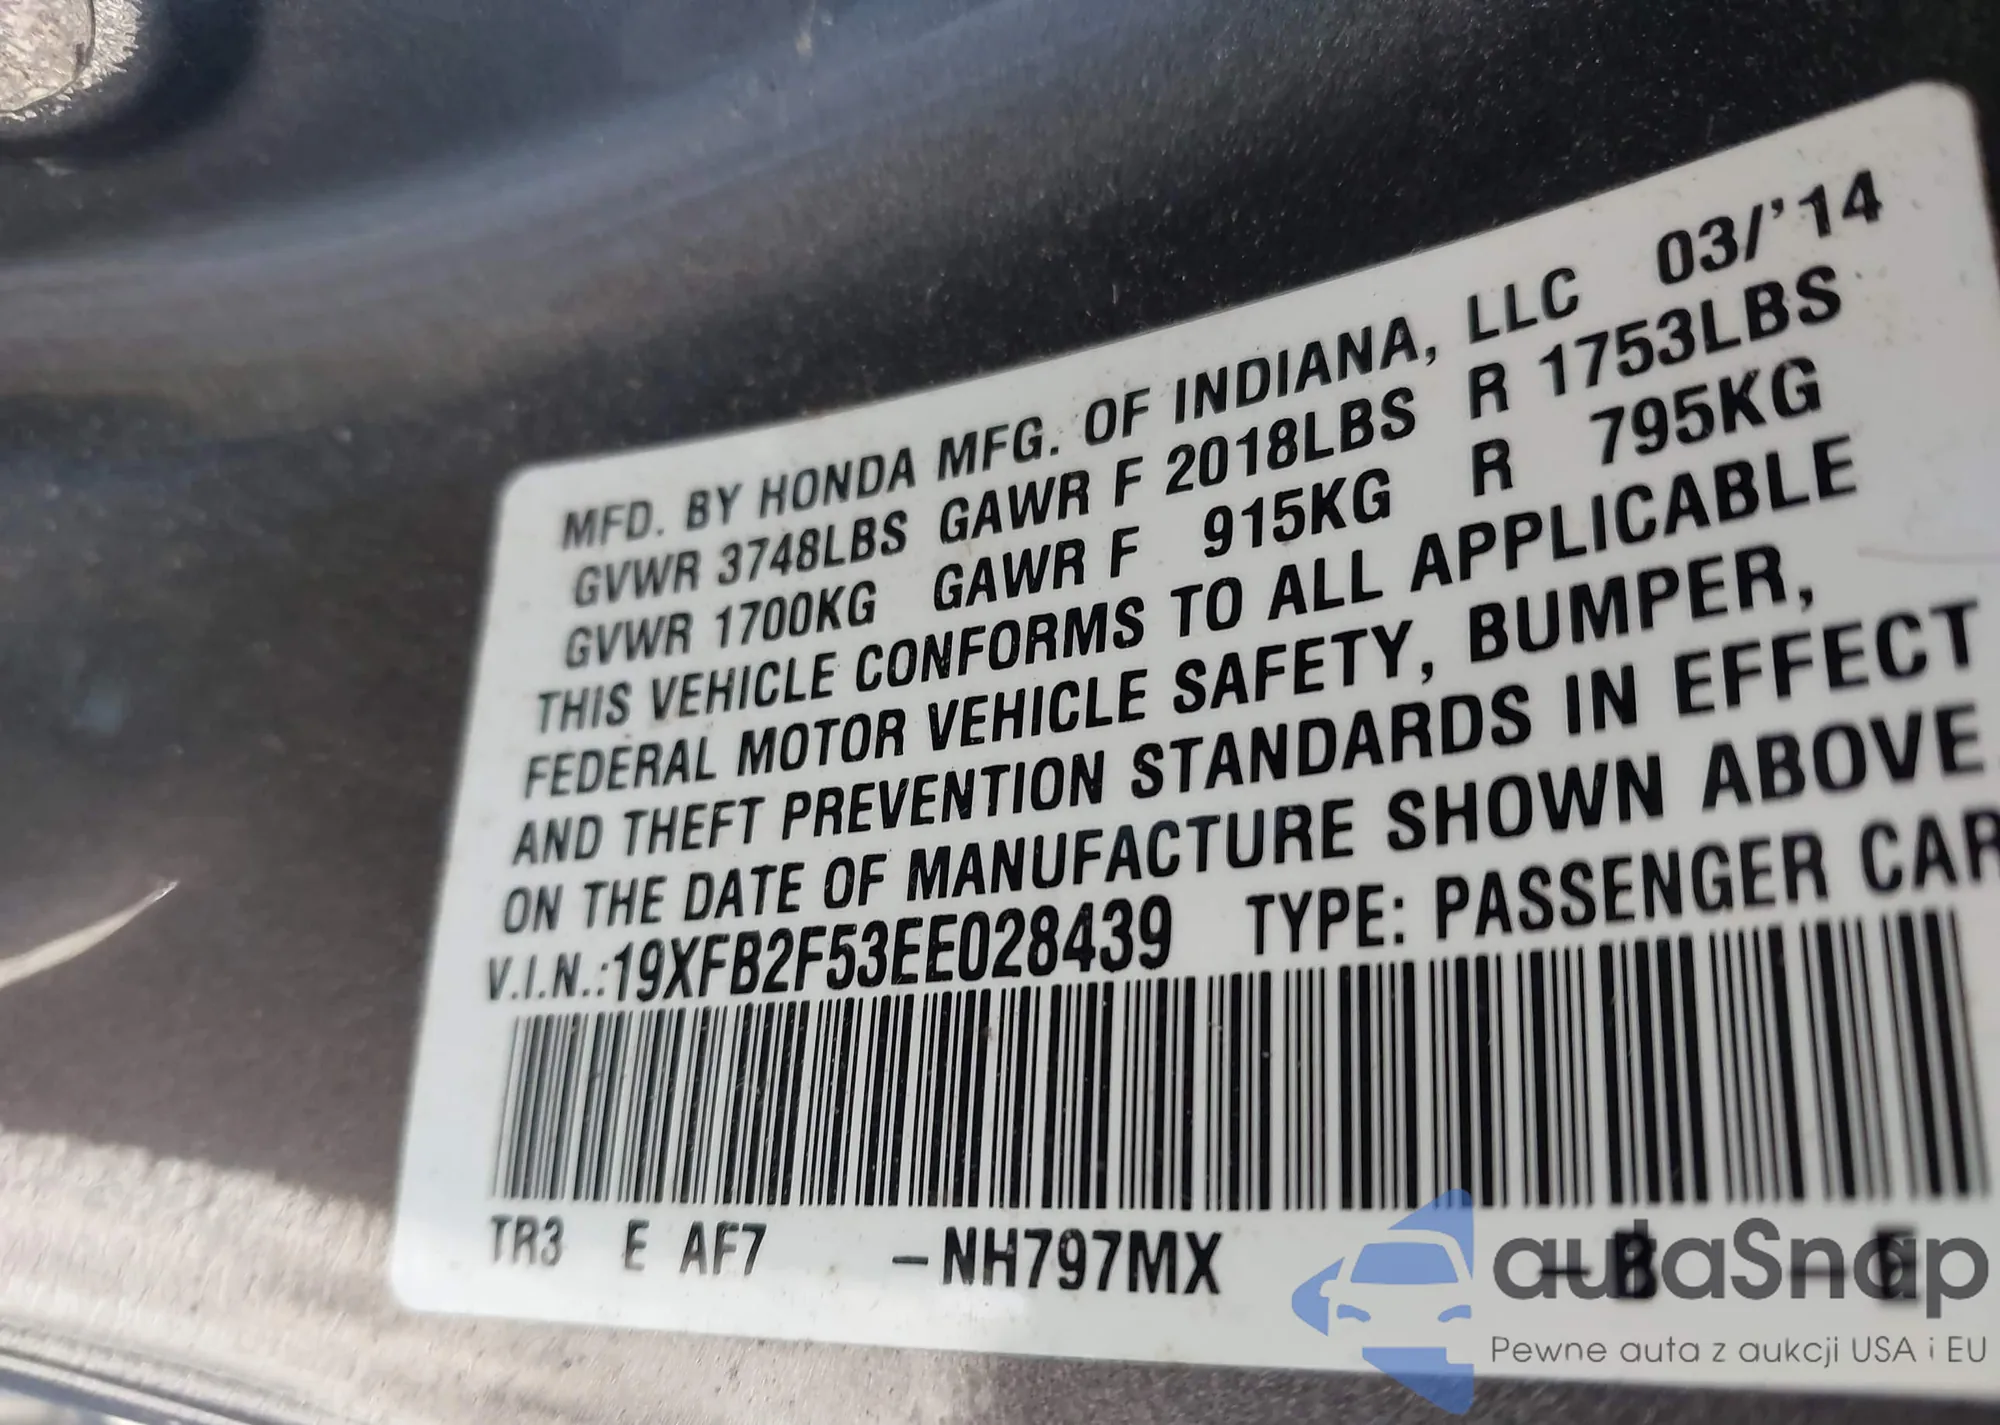 MFD. BY HONDA MFG. OF INDIANA, LLC 03/'14
GVWR 3748LBS GAWR F 2018LBS R 1753LBS
GVWR 1700KG GAWR F 915KG R 795KG
THIS VEHICLE CONFORMS TO ALL APPLICABLE
FEDERAL MOTOR VEHICLE SAFETY, BUMPER,
AND THEFT PREVENTION STANDARDS IN EFFECT
ON THE DATE OF MANUFACTURE SHOWN ABOVE.
V.I.N.:19XFB2F53EE028439 TYPE: PASSENGER CAR
TR3 E AF7 –NH797MX –B –E
autaSnap
Pewne auta z aukcji USA i EU